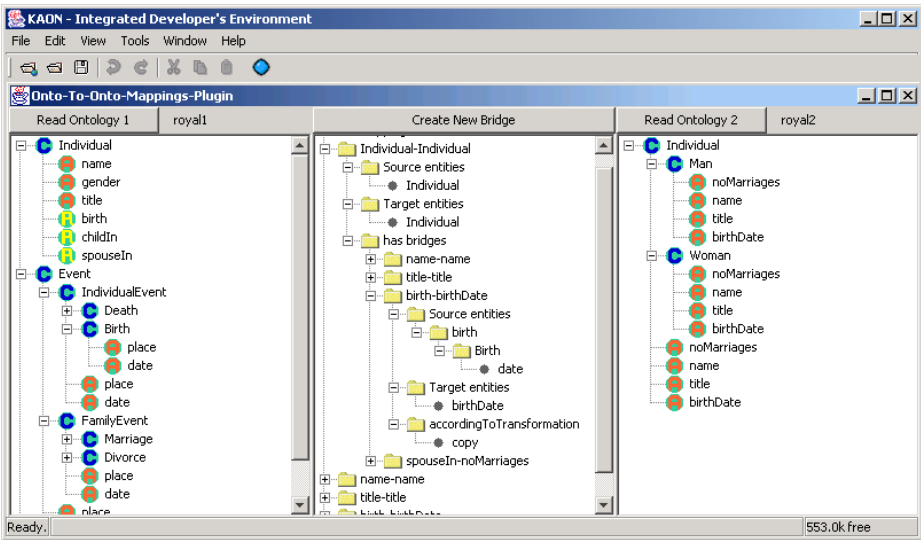 KAON - Integrated Developer's Environment
File Edit View Tools Window Help
Onto-To-Onto-Mappings-Plugin
Read Ontology 1 royal1 Create New Bridge Read Ontology 2 royal2
Individual
name
gender
title
birth
childIn
spouseIn
Event
IndividualEvent
Death
Birth
place
date
place
date
FamilyEvent
Marriage
Divorce
place
date
place
Individual-Individual
Source entities
Individual
Target entities
Individual
has bridges
name-name
title-title
birth-birthDate
Source entities
birth
Birth
date
Target entities
birthDate
accordingToTransformation
copy
spouseIn-noMarriages
name-name
title-title
birth-birthDate
Individual
Man
noMarriages
name
title
birthDate
Woman
noMarriages
name
title
birthDate
noMarriages
name
title
birthDate
Ready. 553.0k free